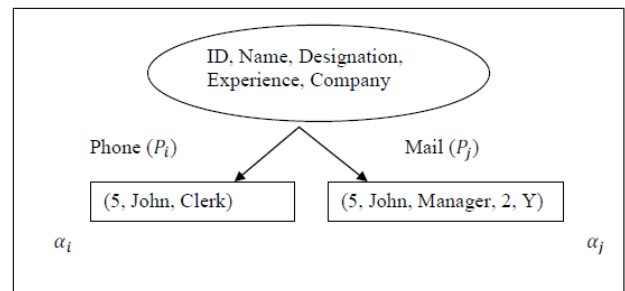 ID, Name, Designation,
Experience, Company
Phone (Pᵢ)
Mail (Pⱼ)
(5, John, Clerk)
(5, John, Manager, 2, Y)
αᵢ
αⱼ